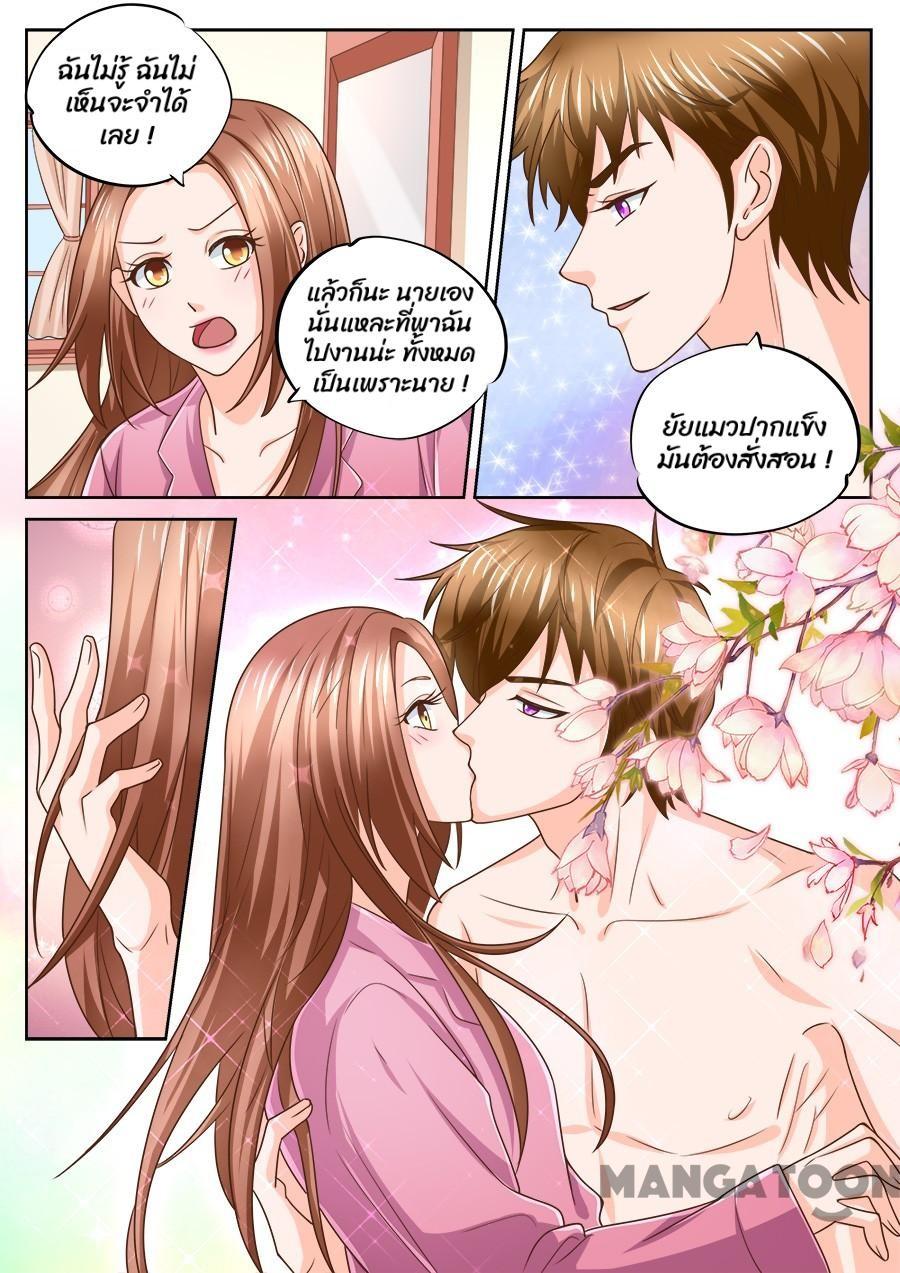 ฉันไม่รู้ ฉันไม่
เห็นจะจำได้
เลย !
แล้วก็นะ นายเอง
นั่นแหละที่พาฉัน
ไปงานน่ะ ทั้งหมด
เป็นเพราะนาย !
ยัยแมวปากแข็ง
มันต้องสั่งสอน !
MANGATOON